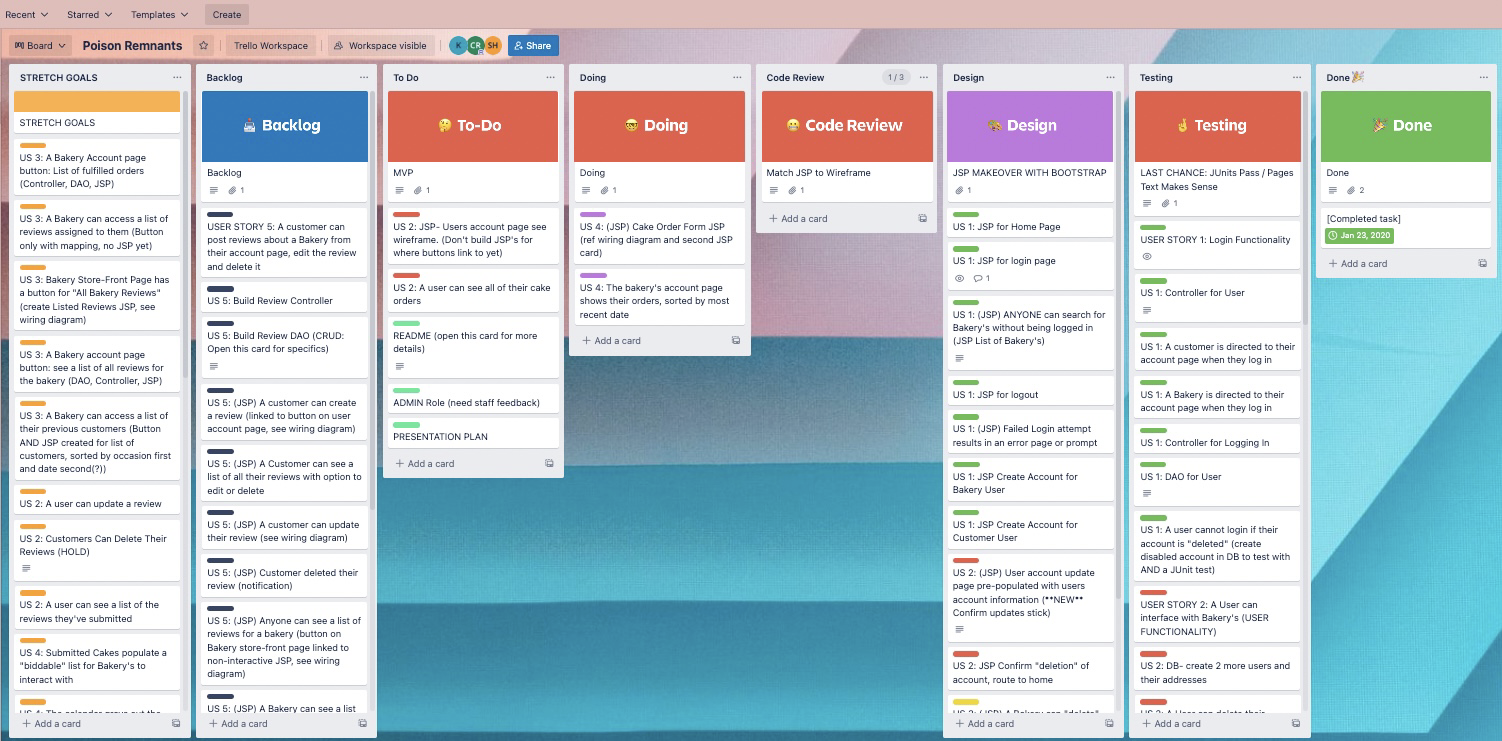 Recent
Starred
Templates
Create
Board
Poison Remnants
Trello Workspace
Workspace visible
K
CR
SH
Share
STRETCH GOALS
STRETCH GOALS
US 3: A Bakery Account page
button: List of fulfilled orders
(Controller, DAO, JSP)
US 3: A Bakery can access a list of
reviews assigned to them (Button
only with mapping, no JSP yet)
US 3: Bakery Store-Front Page has
a button for "All Bakery Reviews"
(create Listed Reviews JSP, see
wiring diagram)
US 3: A Bakery account page
button: see a list of all reviews for
the bakery (DAO, Controller, JSP)
US 3: A Bakery can access a list of
their previous customers (Button
AND JSP created for list of
customers, sorted by occasion first
and date second(?))
US 2: A user can update a review
US 2: Customers Can Delete Their
Reviews (HOLD)
US 2: A user can see a list of the
reviews they've submitted
US 4: Submitted Cakes populate a
"biddable" list for Bakery's to
interact with
+ Add a card
Backlog
Backlog
Backlog
1
USER STORY 5: A customer can
post reviews about a Bakery from
their account page, edit the review
and delete it
US 5: Build Review Controller
US 5: Build Review DAO (CRUD:
Open this card for specifics)
US 5: (JSP) A customer can create
a review (linked to button on user
account page, see wiring diagram)
US 5: (JSP) A Customer can see a
list of all their reviews with option to
edit or delete
US 5: (JSP) A customer can update
their review (see wiring diagram)
US 5: (JSP) Customer deleted their
review (notification)
US 5: (JSP) Anyone can see a list of
reviews for a bakery (button on
Bakery store-front page linked to
non-interactive JSP, see wiring
diagram)
US 5: (JSP) A Bakery can see a list
+ Add a card
To Do
To-Do
MVP
1
US 2: JSP- Users account page see
wireframe. (Don't build JSP's for
where buttons link to yet)
US 2: A user can see all of their cake
orders
README (open this card for more
details)
ADMIN Role (need staff feedback)
PRESENTATION PLAN
+ Add a card
Doing
Doing
Doing
1
US 4: (JSP) Cake Order Form JSP
(ref wiring diagram and second JSP
card)
US 4: The bakery's account page
shows their orders, sorted by most
recent date
+ Add a card
Code Review
1 / 3
Code Review
Match JSP to Wireframe
1
+ Add a card
Design
Design
JSP MAKEOVER WITH BOOTSTRAP
1
US 1: JSP for Home Page
US 1: JSP for login page
1
US 1: (JSP) ANYONE can search for
Bakery's without being logged in
(JSP List of Bakery's)
US 1: JSP for logout
US 1: (JSP) Failed Login attempt
results in an error page or prompt
US 1: JSP Create Account for
Bakery User
US 1: JSP Create Account for
Customer User
US 2: (JSP) User account update
page pre-populated with users
account information (**NEW**
Confirm updates stick)
US 2: JSP Confirm "deletion" of
account, route to home
+ Add a card
Testing
Testing
LAST CHANCE: JUnits Pass / Pages
Text Makes Sense
1
USER STORY 1: Login Functionality
US 1: Controller for User
US 1: A customer is directed to their
account page when they log in
US 1: A Bakery is directed to their
account page when they log in
US 1: Controller for Logging In
US 1: DAO for User
US 1: A user cannot login if their
account is "deleted" (create
disabled account in DB to test with
AND a JUnit test)
USER STORY 2: A User can
interface with Bakery's (USER
FUNCTIONALITY)
US 2: DB- create 2 more users and
their addresses
+ Add a card
Done
Done
Done
2
[Completed task]
Jan 23, 2020
+ Add a card